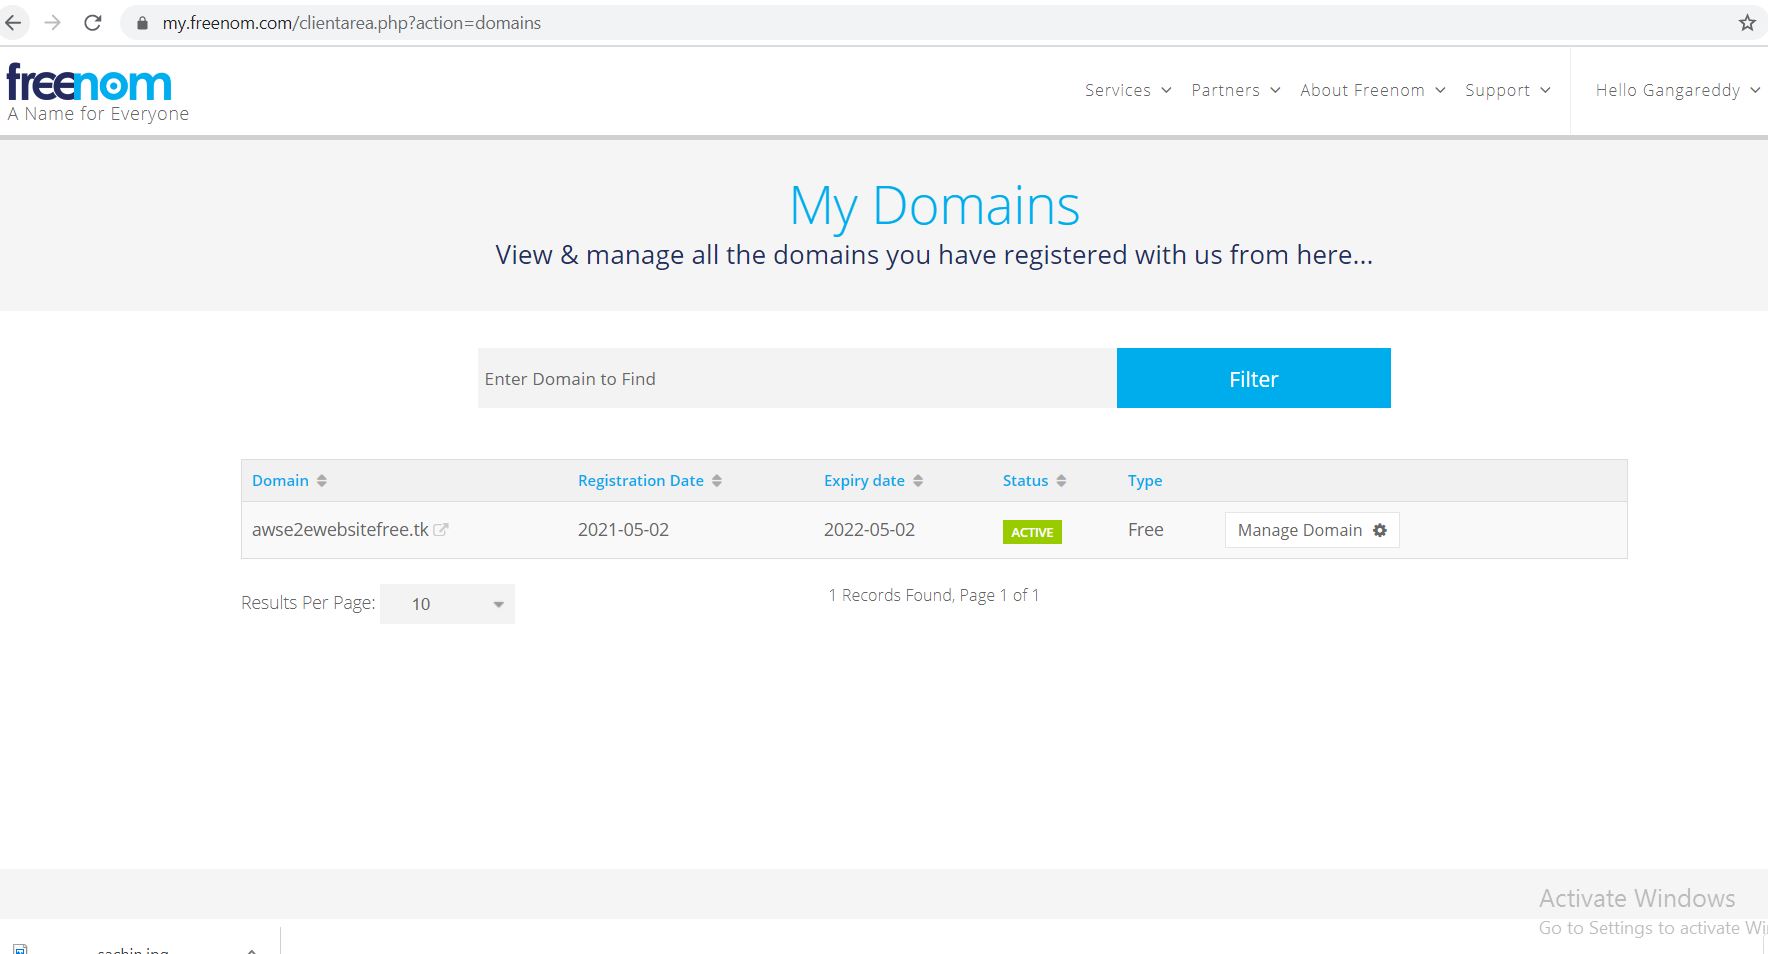 my.freenom.com/clientarea.php?action=domains
freenom
A Name for Everyone
Services
Partners
About Freenom
Support
Hello Gangareddy
My Domains
View & manage all the domains you have registered with us from here...
Enter Domain to Find
Filter
Domain Registration Date Expiry date Status Type
awse2ewebsitefree.tk 2021-05-02 2022-05-02 ACTIVE Free Manage Domain
Results Per Page: 10
1 Records Found, Page 1 of 1
Activate Windows
Go to Settings to activate Wi